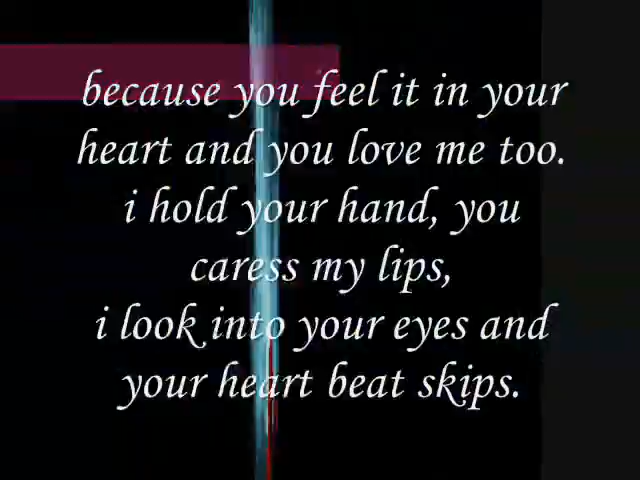 because you feel it in your
heart and you love me too.
i hold your hand, you
caress my lips,
i look into your eyes and
your heart beat skips.